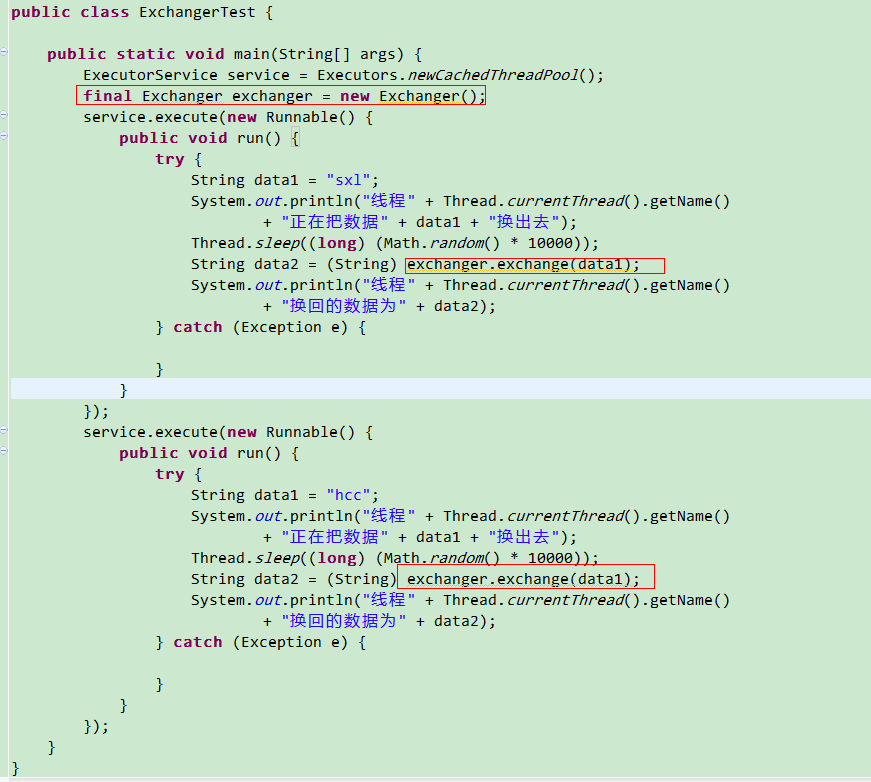 public class ExchangerTest {
public static void main(String[] args) {
ExecutorService service = Executors.newCachedThreadPool();
final Exchanger exchanger = new Exchanger();
service.execute(new Runnable() {
public void run() {
try {
String data1 = "sxl";
System.out.println("线程" + Thread.currentThread().getName()
+ "正在把数据" + data1 + "换出去");
Thread.sleep((long) (Math.random() * 10000));
String data2 = (String) exchanger.exchange(data1);
System.out.println("线程" + Thread.currentThread().getName()
+ "换回的数据为" + data2);
} catch (Exception e) {
}
}
});
service.execute(new Runnable() {
public void run() {
try {
String data1 = "hcc";
System.out.println("线程" + Thread.currentThread().getName()
+ "正在把数据" + data1 + "换出去");
Thread.sleep((long) (Math.random() * 10000));
String data2 = (String) exchanger.exchange(data1);
System.out.println("线程" + Thread.currentThread().getName()
+ "换回的数据为" + data2);
} catch (Exception e) {
}
}
});
}
}